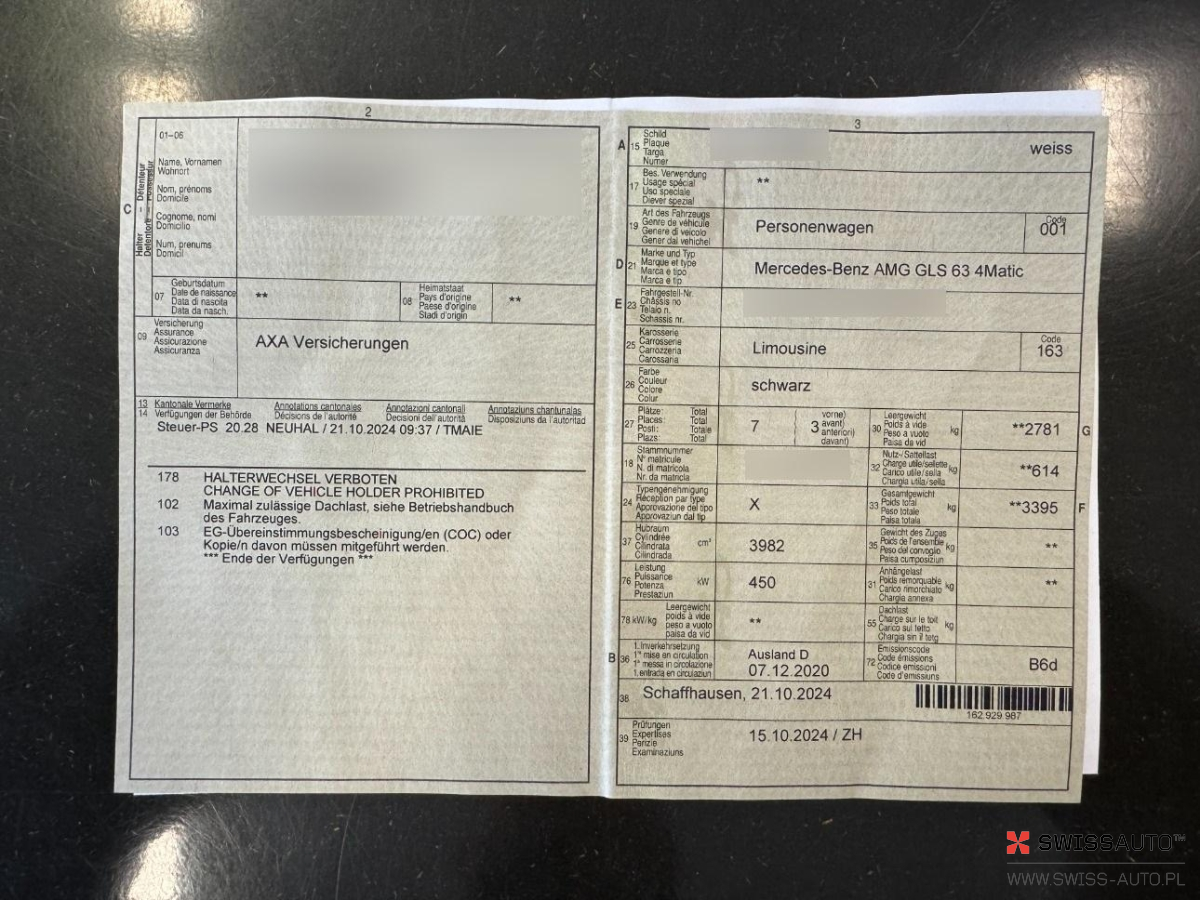 2
01-06
C
Halter - Détenteur
Detentore - Possessur
Name, Vornamen
Wohnort
Nom, prénoms
Domicile
Cognome, nomi
Domicilio
Num, prenums
Domicil
07
Geburtsdatum
Date de naissance
Data di nascita
Data da nasch.
**
08
Heimatstaat
Pays d'origine
Paese d'origine
Stadi d'origin
**
09
Versicherung
Assurance
Assicurazione
Assicuranza
AXA Versicherungen
13
14
Kantonale Vermerke
Verfügungen der Behörde
Annotations cantonales
Décisions de l'autorité
Annotazioni cantonali
Decisioni dell'autorità
Annotaziuns chantunalas
Disposiziuns da l'autoritad
Steuer-PS 20.28 NEUHAL / 21.10.2024 09:37 / TMAIE
178 HALTERWECHSEL VERBOTEN
CHANGE OF VEHICLE HOLDER PROHIBITED
102 Maximal zulässige Dachlast, siehe Betriebshandbuch
des Fahrzeuges.
103 EG-Übereinstimmungsbescheinigung/en (COC) oder
Kopie/n davon müssen mitgeführt werden.
*** Ende der Verfügungen ***
3
A
15
Schild
Plaque
Targa
Numer
weiss
17
Bes. Verwendung
Usage spécial
Uso speciale
Diever spezial
**
19
Art des Fahrzeugs
Genre de véhicule
Genere di veicolo
Gener dal vehichel
Personenwagen
Code
001
D
21
Marke und Typ
Marque et type
Marca e tipo
Marca e tip
Mercedes-Benz AMG GLS 63 4Matic
E
23
Fahrgestell-Nr.
Châssis no
Telaio n.
Schassis nr.
25
Karosserie
Carrosserie
Carrozzeria
Carossaria
Limousine
Code
163
26
Farbe
Couleur
Colore
Colur
schwarz
27
Plätze: Total
Places: Total
Posti: Totale
Plazs: Total
7
3
vorne)
avant)
anteriori)
davant)
30
Leergewicht
Poids à vide
Peso a vuoto
Paisa da vid
kg
**2781
G
18
Stammnummer
N° matricule
N. di matricola
Nr. da matricla
32
Nutz-/Sattellast
Charge utile/sellette
Carico utile/sella
Chargia utila/sella
kg
**614
24
Typengenehmigung
Réception par type
Approvazione del tipo
Approvaziun dal tip
X
33
Gesamtgewicht
Poids total
Peso totale
Paisa totala
kg
**3395
F
37
Hubraum
Cylindrée
Cilindrata
Cilindrada
cm³
3982
35
Gewicht des Zuges
Poids de l'ensemble
Peso del convoglio
Paisa cumposiziun
kg
**
76
Leistung
Puissance
Potenza
Prestaziun
kW
450
31
Anhängelast
Poids remorquable
Carico rimorchiato
Chargia annexa
kg
**
78 kW/kg
Leergewicht
poids à vide
peso a vuoto
paisa da vid
**
55
Dachlast
Charge sur le toit
Carico sul tetto
Chargia sin il tetg
kg
B
36
1. Inverkehrsetzung
1re mise en circulation
1a messa in circolazione
1. entrada en circulaziun
Ausland D
07.12.2020
72
Emissionscode
Code émissions
Codice emissioni
Code d'emissiuns
B6d
38
Schaffhausen, 21.10.2024
162 929 987
39
Prüfungen
Expertises
Perizie
Examinaziuns
15.10.2024 / ZH
SWISSAUTO™
WWW.SWISS-AUTO.PL